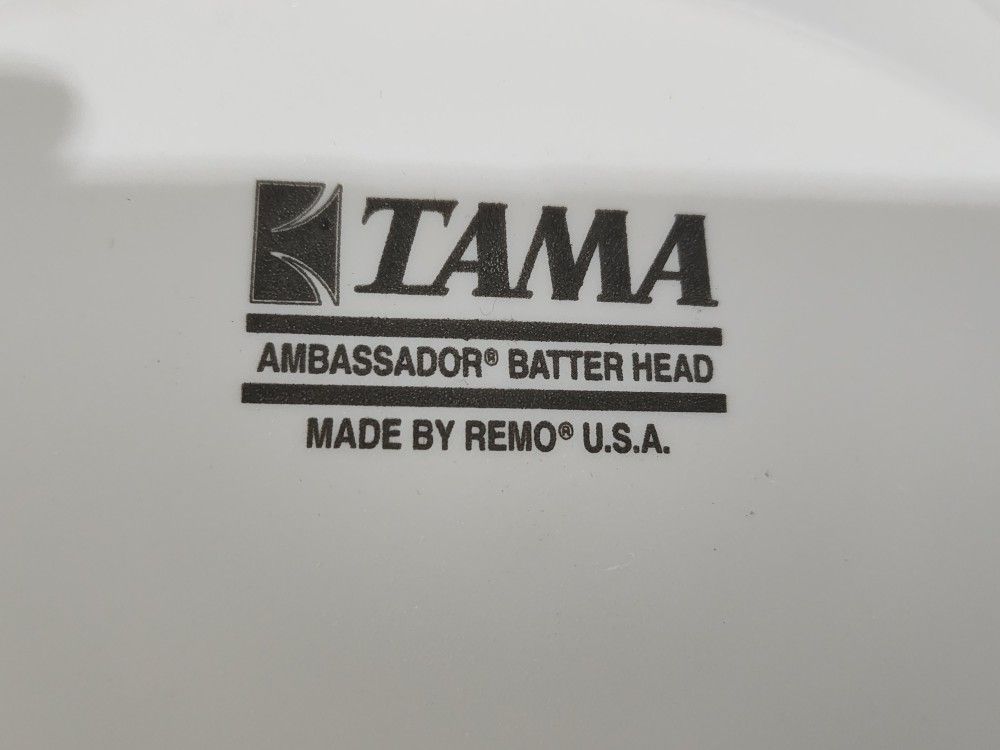 TAMA
AMBASSADOR® BATTER HEAD
MADE BY REMO® U.S.A.